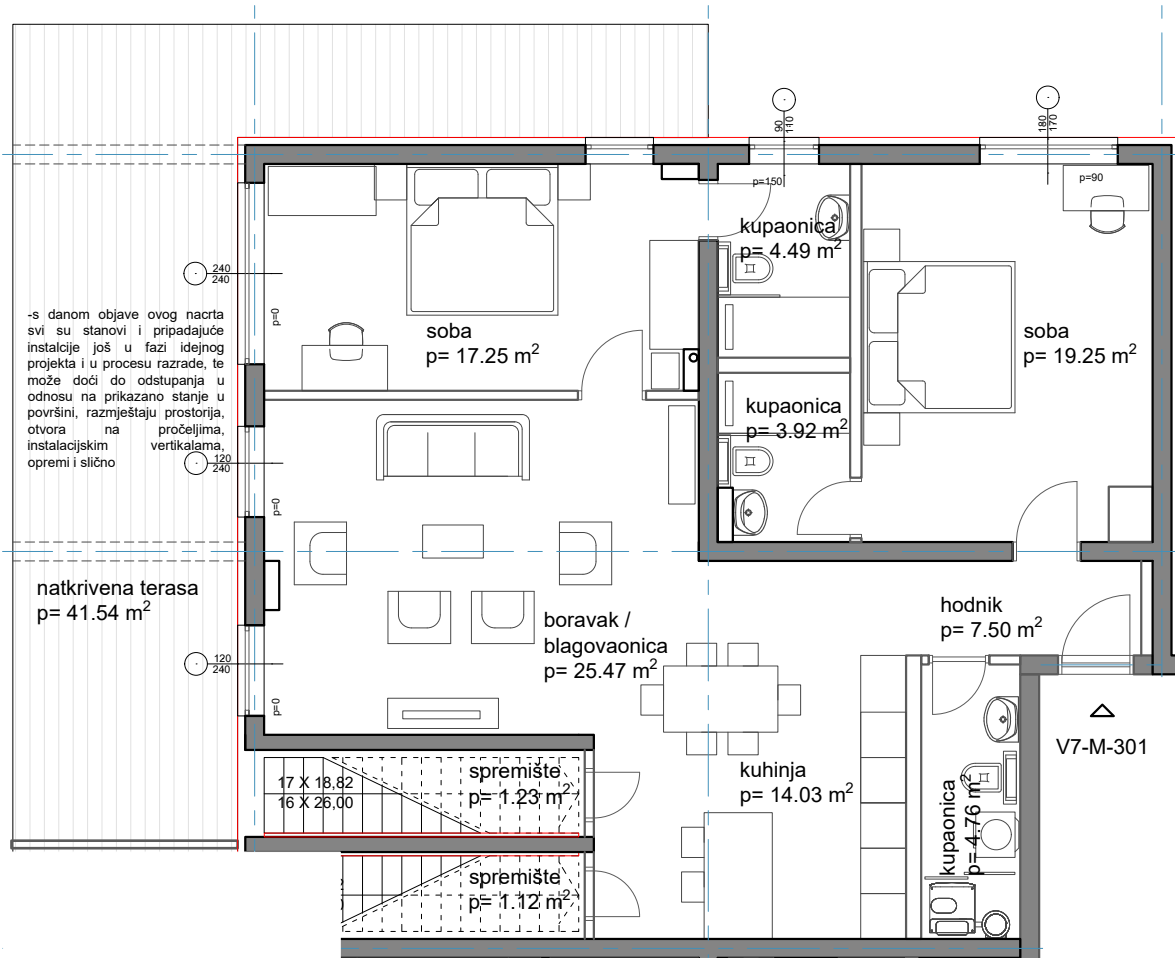 90
110
180
170
p=150
p=90
kupaonica
p= 4.49 m²
240
240
p=0
-s danom objave ovog nacrta
svi su stanovi i pripadajuće
instalcije još u fazi idejnog
projekta i u procesu razrade, te
može doći do odstupanja u
odnosu na prikazano stanje u
površini, razmještaju prostorija,
otvora na pročeljima,
instalacijskim vertikalama,
opremi i slično
soba
p= 17.25 m²
soba
p= 19.25 m²
kupaonica
p= 3.92 m²
120
240
p=0
natkrivena terasa
p= 41.54 m²
boravak /
blagovaonica
p= 25.47 m²
hodnik
p= 7.50 m²
120
240
p=0
V7-M-301
17 X 18,82
16 X 26,00
spremište
p= 1.23 m²
kuhinja
p= 14.03 m²
kupaonica
p= 4.76 m²
spremište
p= 1.12 m²